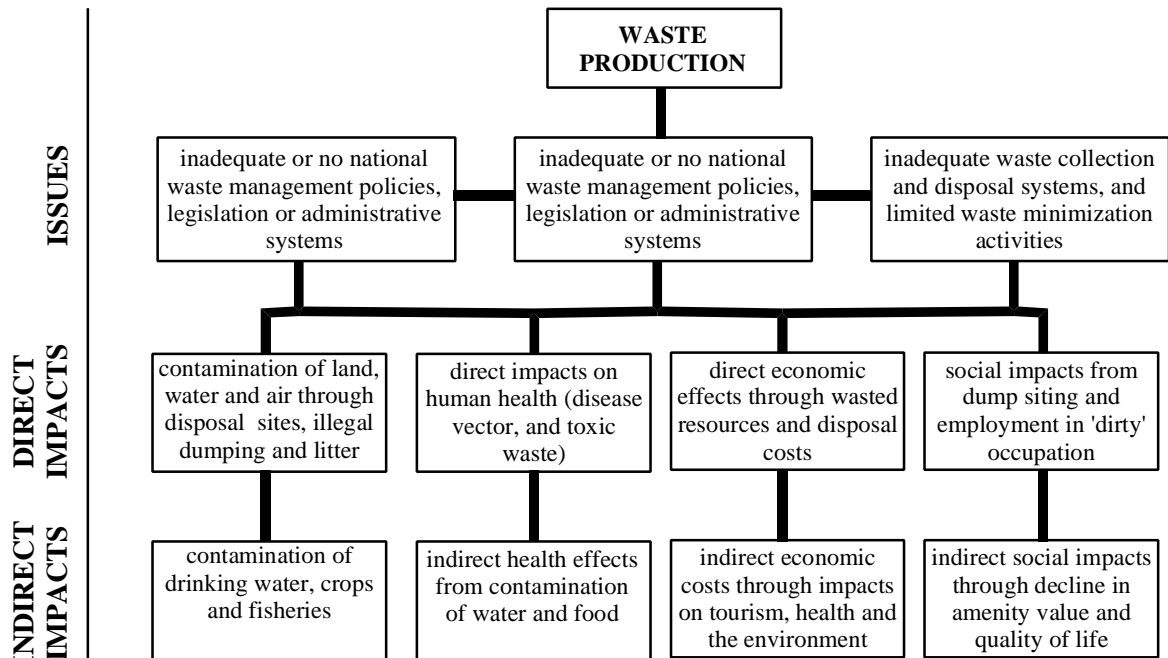 WASTE
PRODUCTION
ISSUES
inadequate or no national
waste management policies,
legislation or administrative
systems
inadequate or no national
waste management policies,
legislation or administrative
systems
inadequate waste collection
and disposal systems, and
limited waste minimization
activities
DIRECT
IMPACTS
contamination of land,
water and air through
disposal sites, illegal
dumping and litter
direct impacts on
human health (disease
vector, and toxic
waste)
direct economic
effects through wasted
resources and disposal
costs
social impacts from
dump siting and
employment in 'dirty'
occupation
INDIRECT
IMPACTS
contamination of
drinking water, crops
and fisheries
indirect health effects
from contamination
of water and food
indirect economic
costs through impacts
on tourism, health and
the environment
indirect social impacts
through decline in
amenity value and
quality of life